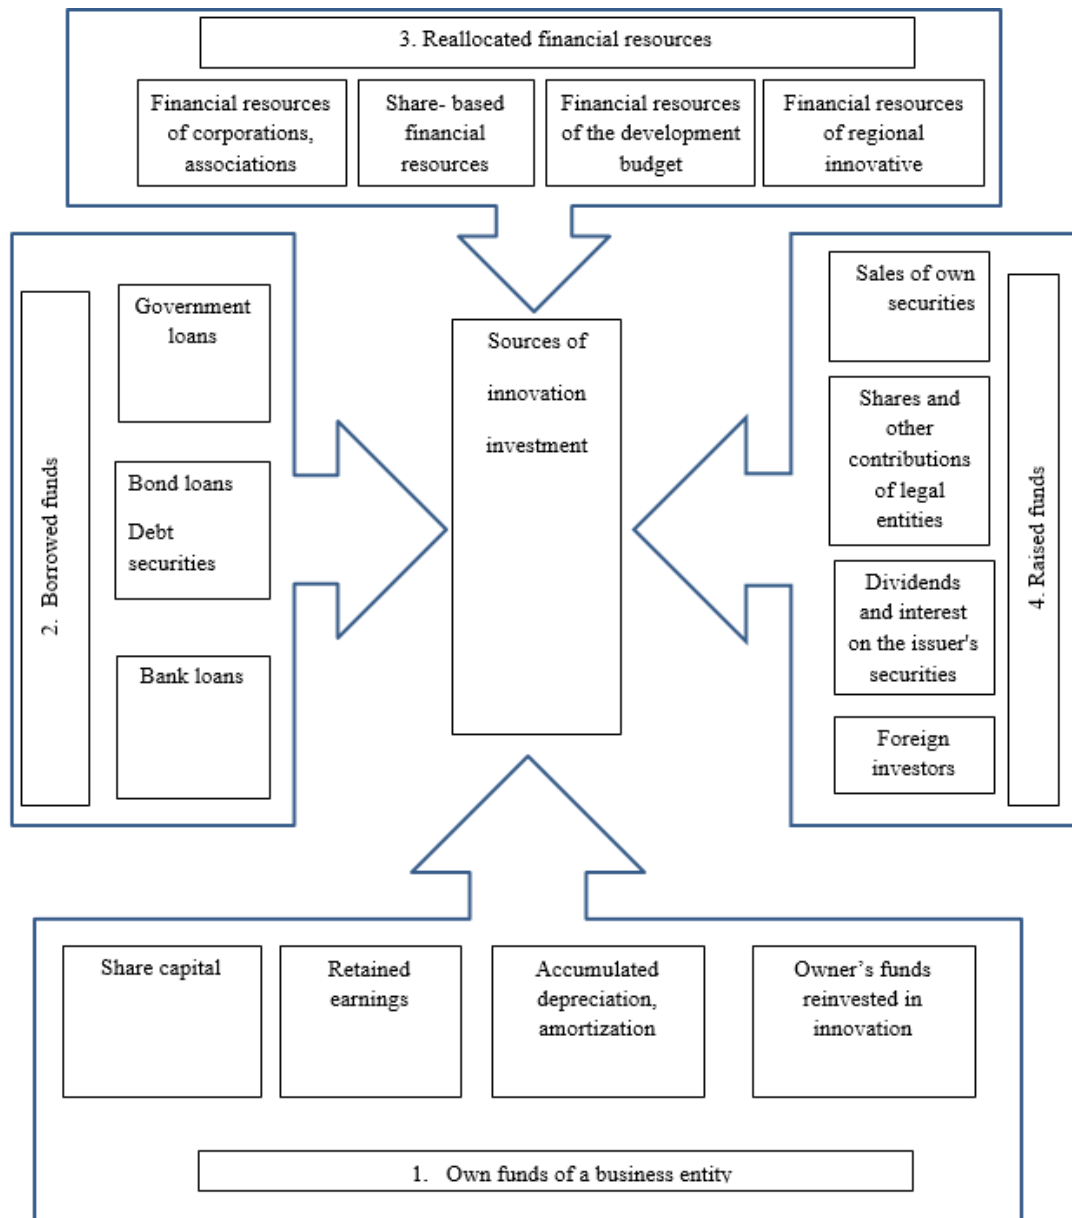 3. Reallocated financial resources
Financial resources
of corporations,
associations
Share- based
financial
resources
Financial resources
of the development
budget
Financial resources
of regional
innovative
2. Borrowed funds
Government
loans
Bond loans
Debt
securities
Bank loans
Sources of
innovation
investment
Sales of own
securities
Shares and
other
contributions
of legal
entities
Dividends
and interest
on the issuer's
securities
Foreign
investors
4. Raised funds
Share capital
Retained
earnings
Accumulated
depreciation,
amortization
Owner’s funds
reinvested in
innovation
1. Own funds of a business entity